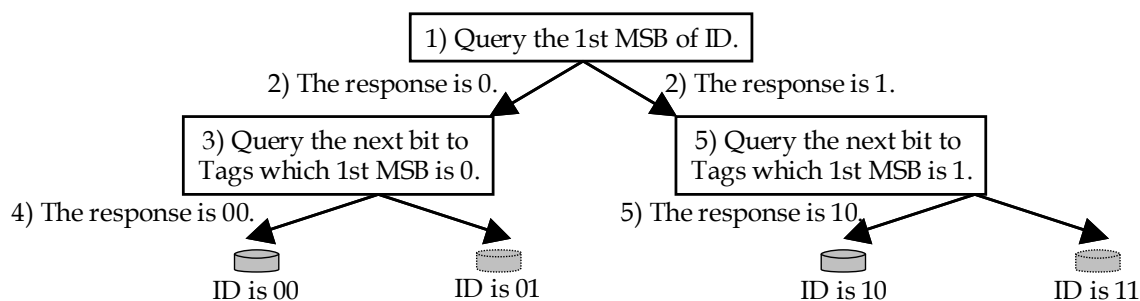 1) Query the 1st MSB of ID.
2) The response is 0.
2) The response is 1.
3) Query the next bit to
Tags which 1st MSB is 0.
5) Query the next bit to
Tags which 1st MSB is 1.
4) The response is 00.
5) The response is 10.
ID is 00
ID is 01
ID is 10
ID is 11